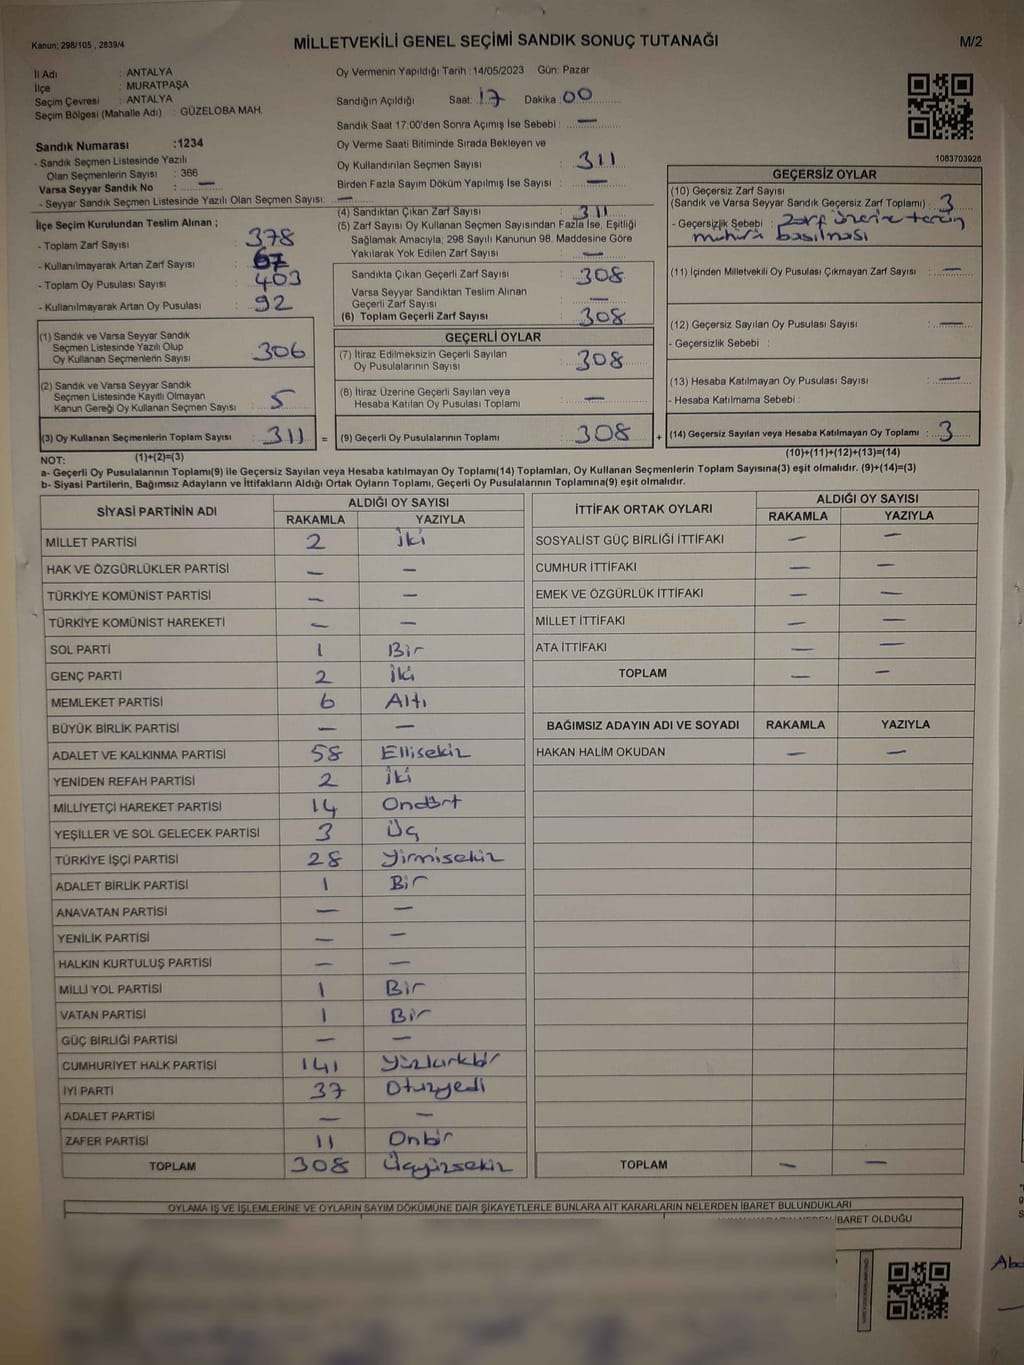 Kanun; 298/105 , 2839/4
MİLLETVEKİLİ GENEL SEÇİMİ SANDIK SONUÇ TUTANAĞI
M/2
İl Adı : ANTALYA
İlçe : MURATPAŞA
Seçim Çevresi : ANTALYA
Seçim Bölgesi (Mahalle Adı) : GÜZELOBA MAH.
Oy Vermenin Yapıldığı Tarih : 14/05/2023 Gün: Pazar
Sandığın Açıldığı Saat: 17 Dakika : 00
Sandık Saat 17:00'den Sonra Açımış İse Sebebi : —
Sandık Numarası :1234
- Sandık Seçmen Listesinde Yazılı
Olan Seçmenlerin Sayısı : 366
Varsa Seyyar Sandık No : —
- Seyyar Sandık Seçmen Listesinde Yazılı Olan Seçmen Sayısı: —
Oy Verme Saati Bitiminde Sırada Bekleyen ve
Oy Kullandırılan Seçmen Sayısı : 311
Birden Fazla Sayım Döküm Yapılmış İse Sayısı : —
1083703926
İlçe Seçim Kurulundan Teslim Alınan ;
- Toplam Zarf Sayısı : 378
- Kullanılmayarak Artan Zarf Sayısı : 67
- Toplam Oy Pusulası Sayısı : 403
- Kullanılmayarak Artan Oy Pusulası : 92
(4) Sandıktan Çıkan Zarf Sayısı : 311
(5) Zarf Sayısı Oy Kullanan Seçmen Sayısından Fazla İse, Eşitliği
Sağlamak Amacıyla; 298 Sayılı Kanunun 98. Maddesine Göre
Yakılarak Yok Edilen Zarf Sayısı : —
Sandıkta Çıkan Geçerli Zarf Sayısı : 308
Varsa Seyyar Sandıktan Teslim Alınan
Geçerli Zarf Sayısı : —
(6) Toplam Geçerli Zarf Sayısı : 308
GEÇERSİZ OYLAR
(10) Geçersiz Zarf Sayısı
(Sandık ve Varsa Seyyar Sandık Geçersiz Zarf Toplamı) : 3
- Geçersizlik Sebebi : Zarf üzerine tercih
mührü basılması
(11) İçinden Milletvekili Oy Pusulası Çıkmayan Zarf Sayısı : —
(12) Geçersiz Sayılan Oy Pusulası Sayısı : —
- Geçersizlik Sebebi :
(13) Hesaba Katılmayan Oy Pusulası Sayısı : —
- Hesaba Katılmama Sebebi :
(1) Sandık ve Varsa Seyyar Sandık
Seçmen Listesinde Yazılı Olup
Oy Kullanan Seçmenlerin Sayısı : 306
(2) Sandık ve Varsa Seyyar Sandık
Seçmen Listesinde Kayıtlı Olmayan
Kanun Gereği Oy Kullanan Seçmen Sayısı : 5
GEÇERLİ OYLAR
(7) İtiraz Edilmeksizin Geçerli Sayılan
Oy Pusulalarının Sayısı : 308
(8) İtiraz Üzerine Geçerli Sayılan veya
Hesaba Katılan Oy Pusulası Toplamı : —
(3) Oy Kullanan Seçmenlerin Toplam Sayısı : 311 = (9) Geçerli Oy Pusulalarının Toplamı : 308 + (14) Geçersiz Sayılan veya Hesaba Katılmayan Oy Toplamı : 3
NOT: (1)+(2)=(3) (10)+(11)+(12)+(13)=(14)
a- Geçerli Oy Pusulalarının Toplamı(9) ile Geçersiz Sayılan veya Hesaba katılmayan Oy Toplamı(14) Toplamları, Oy Kullanan Seçmenlerin Toplam Sayısına(3) eşit olmalıdır. (9)+(14)=(3)
b- Siyasi Partilerin, Bağımsız Adayların ve İttifakların Aldığı Ortak Oyların Toplamı, Geçerli Oy Pusulalarının Toplamına(9) eşit olmalıdır.
SİYASİ PARTİNİN ADI ALDIĞI OY SAYISI
RAKAMLA YAZIYLA
MİLLET PARTİSİ 2 İki
HAK VE ÖZGÜRLÜKLER PARTİSİ — —
TÜRKİYE KOMÜNİST PARTİSİ — —
TÜRKİYE KOMÜNİST HAREKETİ — —
SOL PARTİ 1 Bir
GENÇ PARTİ 2 İki
MEMLEKET PARTİSİ 6 Altı
BÜYÜK BİRLİK PARTİSİ — —
ADALET VE KALKINMA PARTİSİ 58 Ellisekiz
YENİDEN REFAH PARTİSİ 2 İki
MİLLİYETÇİ HAREKET PARTİSİ 14 Ondört
YEŞİLLER VE SOL GELECEK PARTİSİ 3 Üç
TÜRKİYE İŞÇİ PARTİSİ 28 Yirmisekiz
ADALET BİRLİK PARTİSİ 1 Bir
ANAVATAN PARTİSİ — —
YENİLİK PARTİSİ — —
HALKIN KURTULUŞ PARTİSİ — —
MİLLİ YOL PARTİSİ 1 Bir
VATAN PARTİSİ 1 Bir
GÜÇ BİRLİĞİ PARTİSİ — —
CUMHURİYET HALK PARTİSİ 141 Yüzkırkbir
İYİ PARTİ 37 Otuzyedi
ADALET PARTİSİ — —
ZAFER PARTİSİ 11 Onbir
TOPLAM 308 Üçyüzsekiz
İTTİFAK ORTAK OYLARI ALDIĞI OY SAYISI
RAKAMLA YAZIYLA
SOSYALİST GÜÇ BİRLİĞİ İTTİFAKI — —
CUMHUR İTTİFAKI — —
EMEK VE ÖZGÜRLÜK İTTİFAKI — —
MİLLET İTTİFAKI — —
ATA İTTİFAKI — —
TOPLAM — —
BAĞIMSIZ ADAYIN ADI VE SOYADI RAKAMLA YAZIYLA
HAKAN HALİM OKUDAN — —
TOPLAM — —
OYLAMA İŞ VE İŞLEMLERİNE VE OYLARIN SAYIM DÖKÜMÜNE DAİR ŞİKAYETLERLE BUNLARA AİT KARARLARIN NELERDEN İBARET BULUNDUKLARI
İBARET OLDUĞU